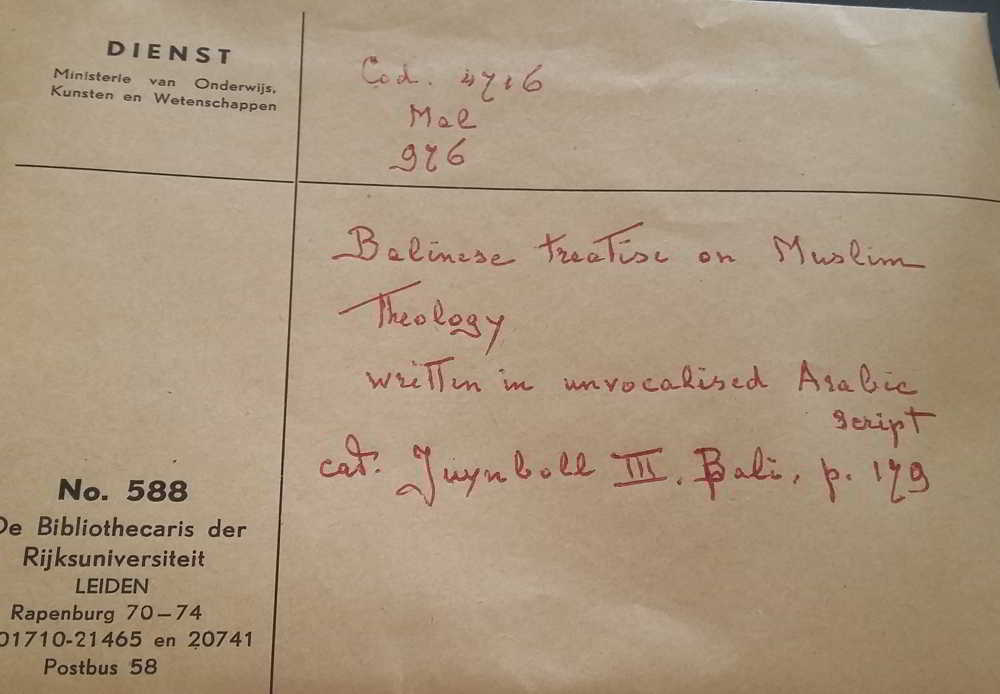 DIENST
Ministerie van Onderwijs,
Kunsten en Wetenschappen
Cod. 4716
Mal
976
Balinese treatise on Muslim
Theology
written in unvocalised Arabic
script
cat. Juynboll III, Bali, p. 179
No. 588
De Bibliothecaris der
Rijksuniversiteit
LEIDEN
Rapenburg 70–74
01710-21465 en 20741
Postbus 58